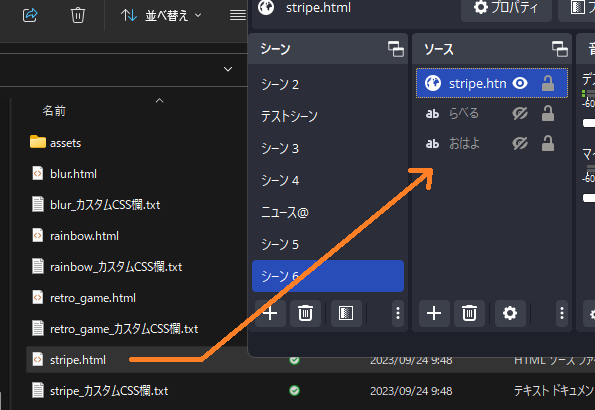 並べ替え
名前
assets
blur.html
blur_カスタムCSS欄.txt
rainbow.html
rainbow_カスタムCSS欄.txt
retro_game.html
retro_game_カスタムCSS欄.txt
stripe.html
2023/09/24 9:48
HTML ソース ファ
stripe_カスタムCSS欄.txt
2023/09/24 9:48
テキスト ドキュメン
stripe.html
プロパティ
シーン
シーン 2
テストシーン
シーン 3
シーン 4
ニュース@
シーン 5
シーン 6
ソース
stripe.htn
ab らべる
ab おはよ
-60
-60